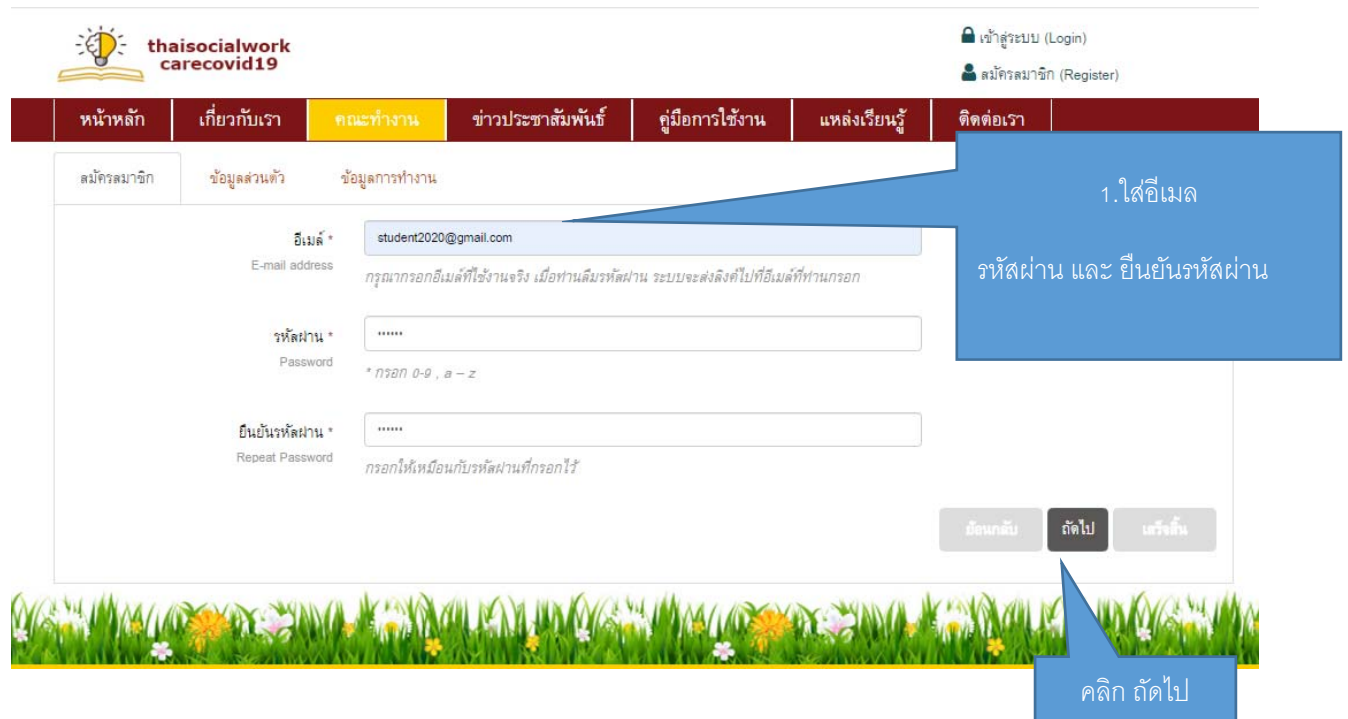 thaisocialwork
carecovid19
เข้าสู่ระบบ (Login)
สมัครสมาชิก (Register)
หน้าหลัก เกี่ยวกับเรา คณะทำงาน ข่าวประชาสัมพันธ์ คู่มือการใช้งาน แหล่งเรียนรู้ ติดต่อเรา
สมัครสมาชิก ข้อมูลส่วนตัว ข้อมูลการทำงาน
1.ใส่อีเมล
รหัสผ่าน และ ยืนยันรหัสผ่าน
อีเมล์ * student2020@gmail.com
E-mail address
กรุณากรอกอีเมล์ที่ใช้งานจริง เมื่อท่านลืมรหัสผ่าน ระบบจะส่งลิงค์ไปที่อีเมล์ที่ท่านกรอก
รหัสผ่าน * ••••••
Password
* กรอก 0-9 , a – z
ยืนยันรหัสผ่าน * ••••••
Repeat Password
กรอกให้เหมือนกับรหัสผ่านที่กรอกไว้
ย้อนกลับ ถัดไป เสร็จสิ้น
คลิก ถัดไป